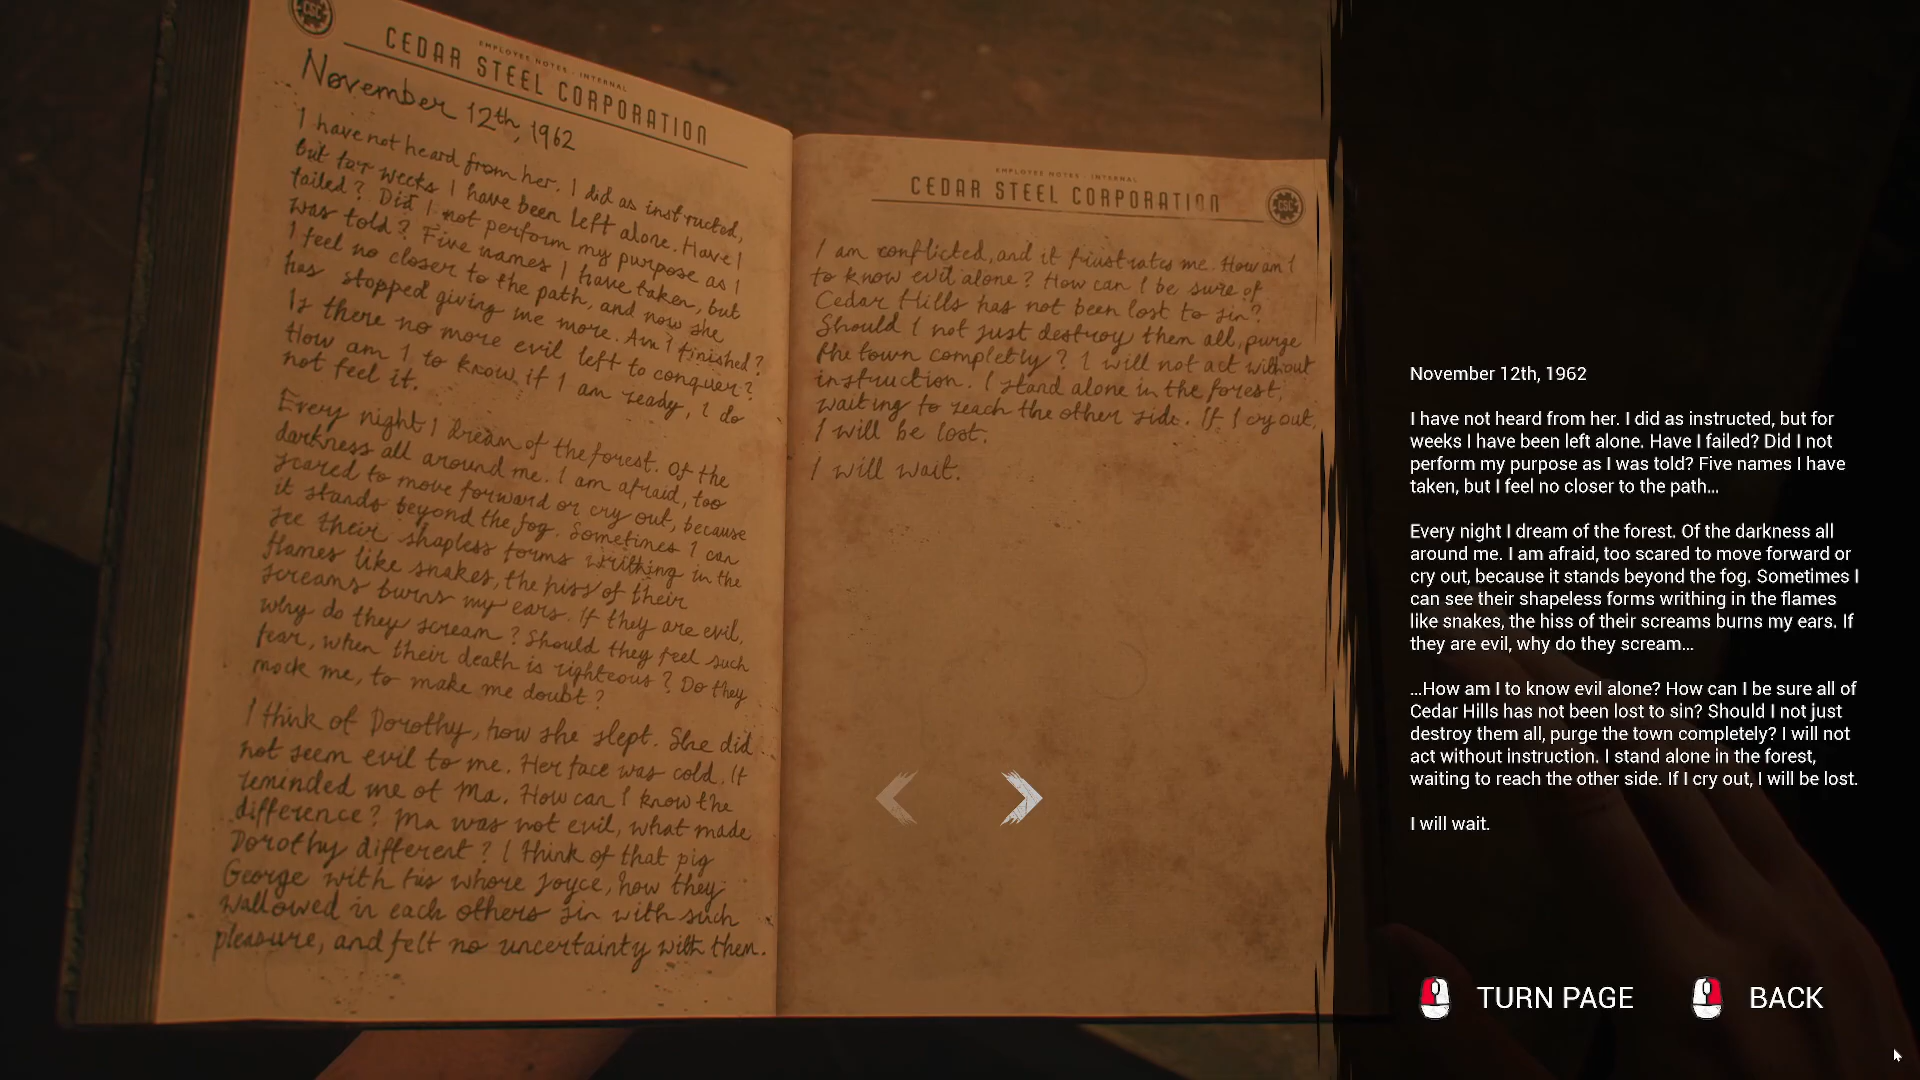 CSC
EMPLOYEE NOTES - INTERNAL
CEDAR STEEL CORPORATION
November 12th, 1962
I have not heard from her. I did as instructed,
but for weeks I have been left alone. Have I
failed? Did I not perform my purpose as I
was told? Five names I have taken, but
I feel no closer to the path, and now she
has stopped giving me more. Am I finished?
Is there no more evil left to conquer?
How am I to know if I am ready, I do
not feel it.
Every night I dream of the forest. Of the
darkness all around me. I am afraid, too
scared to move forward or cry out, because
it stands beyond the fog. Sometimes I can
see their shapless forms writhing in the
flames like snakes, the hiss of their
screams burns my ears. If they are evil,
why do they scream? Should they feel such
fear, when their death is righteous? Do they
mock me, to make me doubt?
I think of Dorothy, how she slept. She did
not seem evil to me. Her face was cold. It
reminded me of Ma. How can I know the
difference? Ma was not evil, what made
Dorothy different? I think of that pig
George with his whore Joyce, how they
wallowed in each others sin with such
pleasure, and felt no uncertainty with them.
EMPLOYEE NOTES - INTERNAL
CEDAR STEEL CORPORATION
CSC
I am conflicted, and it frustrates me. How am I
to know evil alone? How can I be sure of
Cedar Hills has not been lost to sin?
Should I not just destroy them all, purge
the town completly? I will not act without
instruction. I stand alone in the forest,
waiting to reach the other side. If I cry out,
I will be lost.
I will wait.
November 12th, 1962
I have not heard from her. I did as instructed, but for
weeks I have been left alone. Have I failed? Did I not
perform my purpose as I was told? Five names I have
taken, but I feel no closer to the path...
Every night I dream of the forest. Of the darkness all
around me. I am afraid, too scared to move forward or
cry out, because it stands beyond the fog. Sometimes I
can see their shapeless forms writhing in the flames
like snakes, the hiss of their screams burns my ears. If
they are evil, why do they scream...
...How am I to know evil alone? How can I be sure all of
Cedar Hills has not been lost to sin? Should I not just
destroy them all, purge the town completely? I will not
act without instruction. I stand alone in the forest,
waiting to reach the other side. If I cry out, I will be lost.
I will wait.
TURN PAGE
BACK